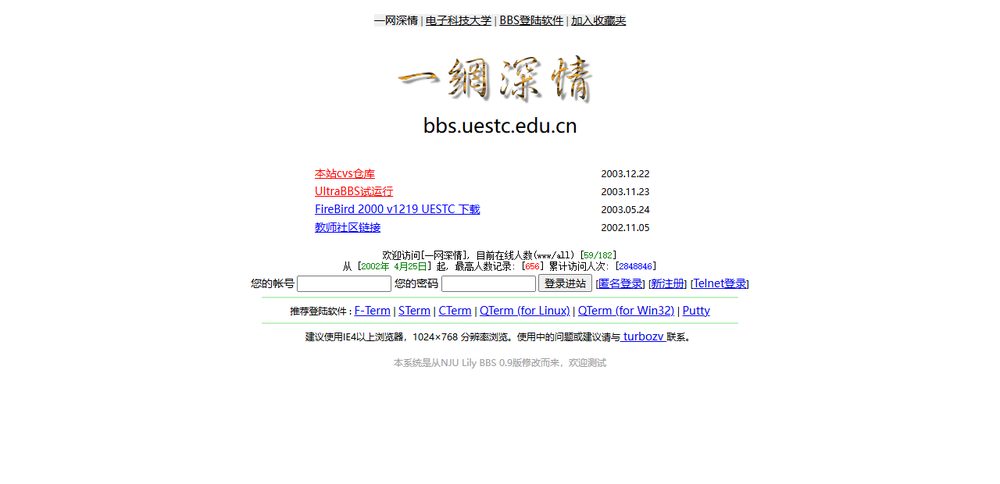 一网深情 | 电子科技大学 | BBS登陆软件 | 加入收藏夹
一網深情
bbs.uestc.edu.cn
本站cvs仓库 2003.12.22
UltraBBS试运行 2003.11.23
FireBird 2000 v1219 UESTC 下载 2003.05.24
教师社区链接 2002.11.05
欢迎访问[一网深情], 目前在线人数(www/all) [59/182]
从 [2002年 4月25日] 起, 最高人数记录: [656] 累计访问人次: [2848846]
您的帐号 您的密码 登录进站 [匿名登录] [新注册] [Telnet登录]
推荐登陆软件 : F-Term | STerm | CTerm | QTerm (for Linux) | QTerm (for Win32) | Putty
建议使用IE4以上浏览器，1024×768 分辨率浏览。使用中的问题或建议请与 turbozv 联系。
本系统是从NJU Lily BBS 0.9版修改而来，欢迎测试